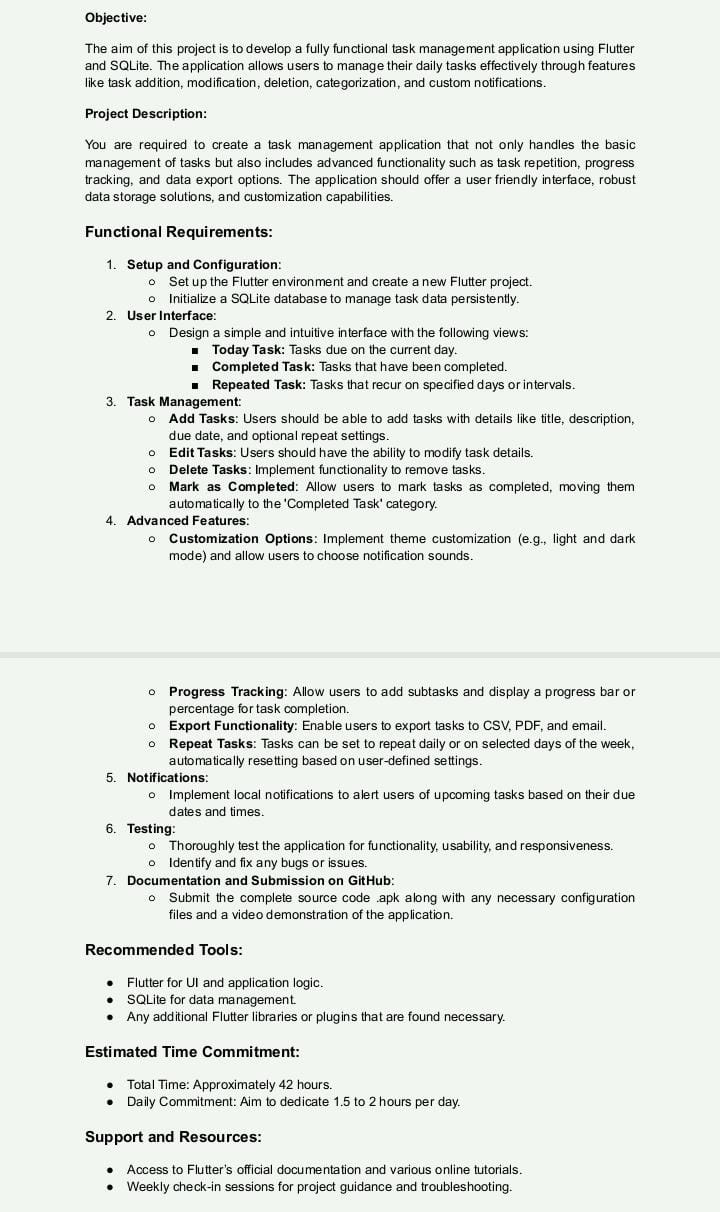 Objective:
The aim of this project is to develop a fully functional task management application using Flutter
and SQLite. The application allows users to manage their daily tasks effectively through features
like task addition, modification, deletion, categorization, and custom notifications.
Project Description:
You are required to create a task management application that not only handles the basic
management of tasks but also includes advanced functionality such as task repetition, progress
tracking, and data export options. The application should offer a user friendly interface, robust
data storage solutions, and customization capabilities.
Functional Requirements:
1. Setup and Configuration:
○ Set up the Flutter environment and create a new Flutter project.
○ Initialize a SQLite database to manage task data persistently.
2. User Interface:
○ Design a simple and intuitive interface with the following views:
■ Today Task: Tasks due on the current day.
■ Completed Task: Tasks that have been completed.
■ Repeated Task: Tasks that recur on specified days or intervals.
3. Task Management:
○ Add Tasks: Users should be able to add tasks with details like title, description,
due date, and optional repeat settings.
○ Edit Tasks: Users should have the ability to modify task details.
○ Delete Tasks: Implement functionality to remove tasks.
○ Mark as Completed: Allow users to mark tasks as completed, moving them
automatically to the 'Completed Task' category.
4. Advanced Features:
○ Customization Options: Implement theme customization (e.g., light and dark
mode) and allow users to choose notification sounds.
○ Progress Tracking: Allow users to add subtasks and display a progress bar or
percentage for task completion.
○ Export Functionality: Enable users to export tasks to CSV, PDF, and email.
○ Repeat Tasks: Tasks can be set to repeat daily or on selected days of the week,
automatically resetting based on user-defined settings.
5. Notifications:
○ Implement local notifications to alert users of upcoming tasks based on their due
dates and times.
6. Testing:
○ Thoroughly test the application for functionality, usability, and responsiveness.
○ Identify and fix any bugs or issues.
7. Documentation and Submission on GitHub:
○ Submit the complete source code .apk along with any necessary configuration
files and a video demonstration of the application.
Recommended Tools:
● Flutter for UI and application logic.
● SQLite for data management.
● Any additional Flutter libraries or plugins that are found necessary.
Estimated Time Commitment:
● Total Time: Approximately 42 hours.
● Daily Commitment: Aim to dedicate 1.5 to 2 hours per day.
Support and Resources:
● Access to Flutter's official documentation and various online tutorials.
● Weekly check-in sessions for project guidance and troubleshooting.